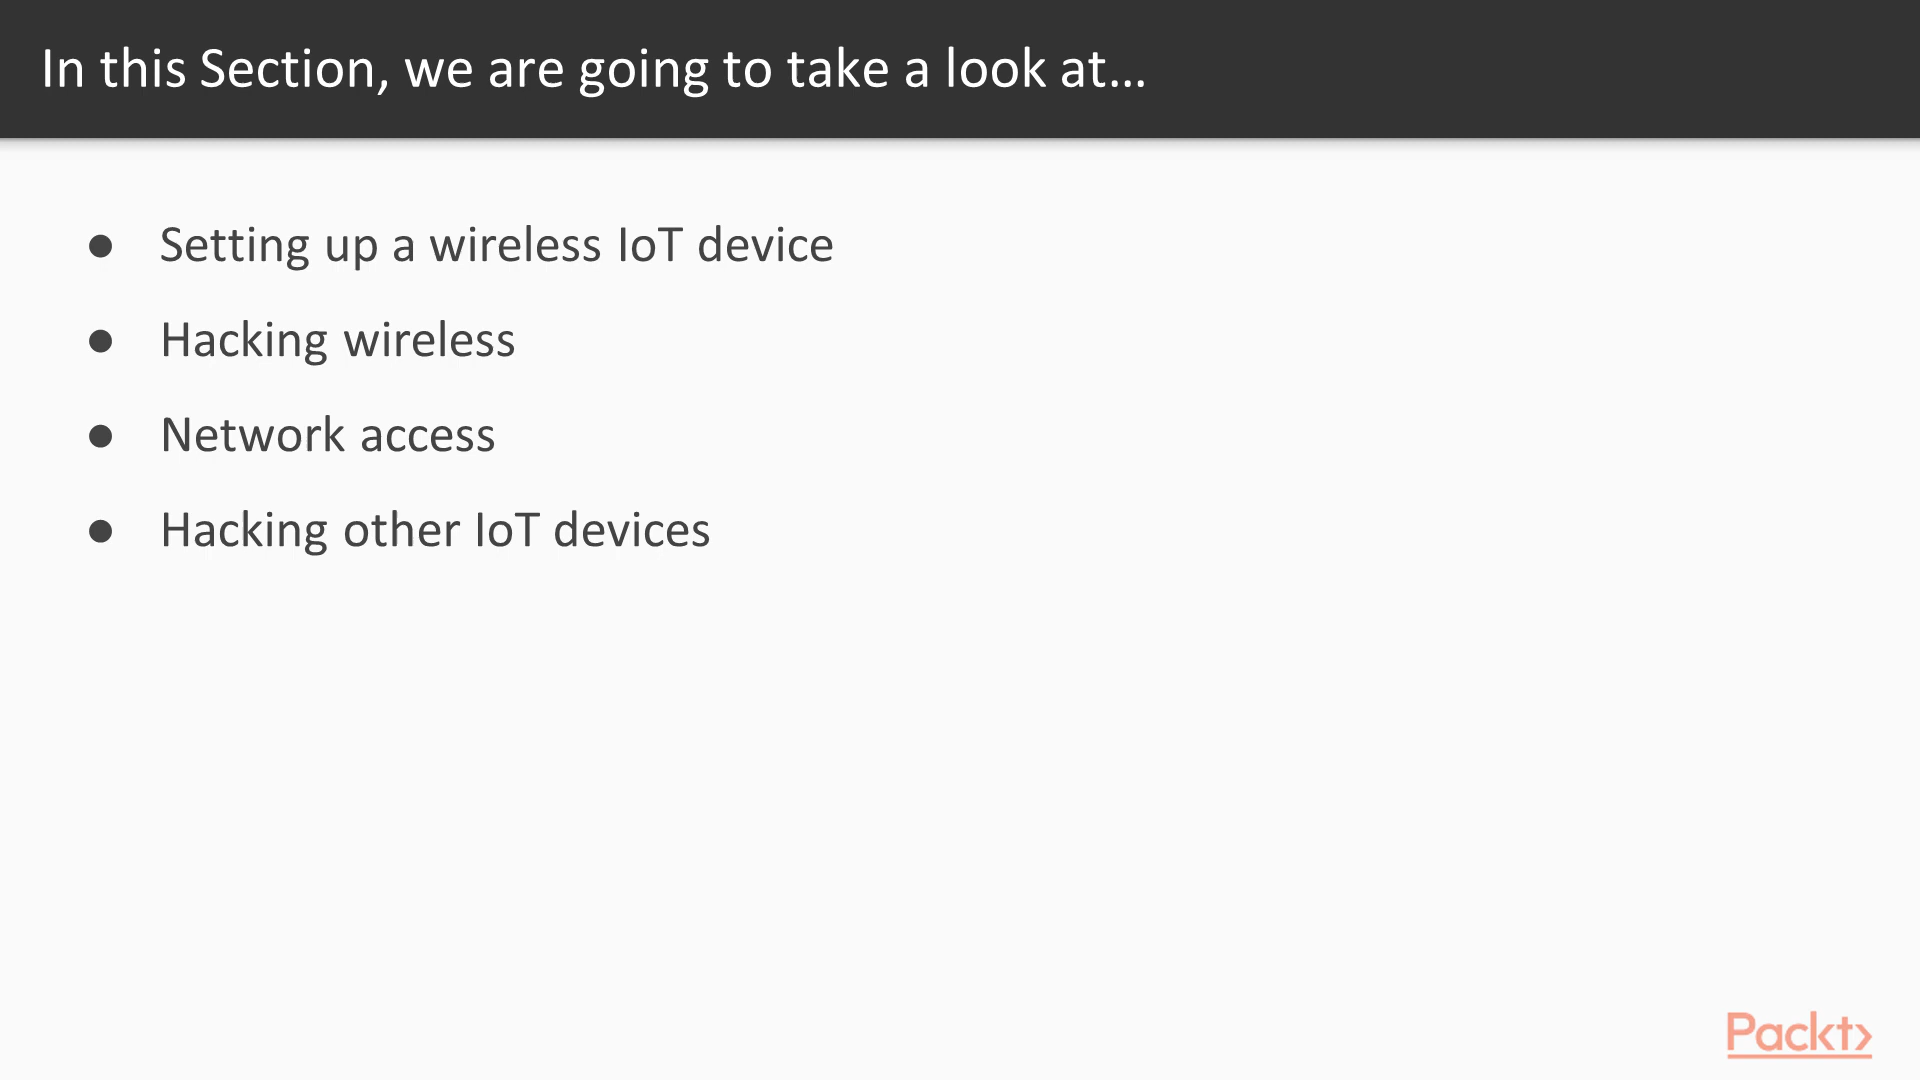 In this Section, we are going to take a look at...
● Setting up a wireless IoT device
● Hacking wireless
● Network access
● Hacking other IoT devices
Packt>